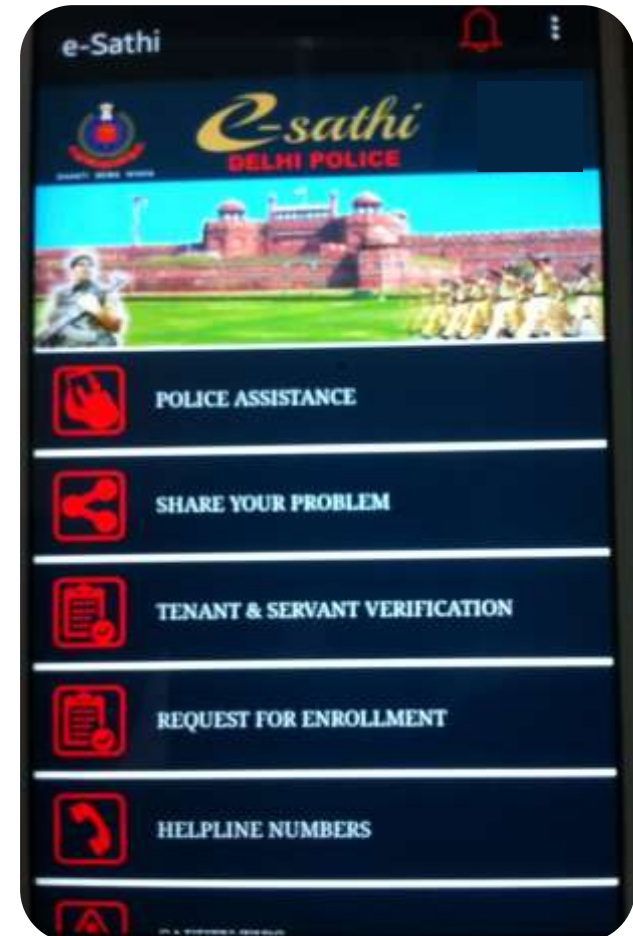 e-Sathi
e-sathi
DELHI POLICE
POLICE ASSISTANCE
SHARE YOUR PROBLEM
TENANT & SERVANT VERIFICATION
REQUEST FOR ENROLLMENT
HELPLINE NUMBERS